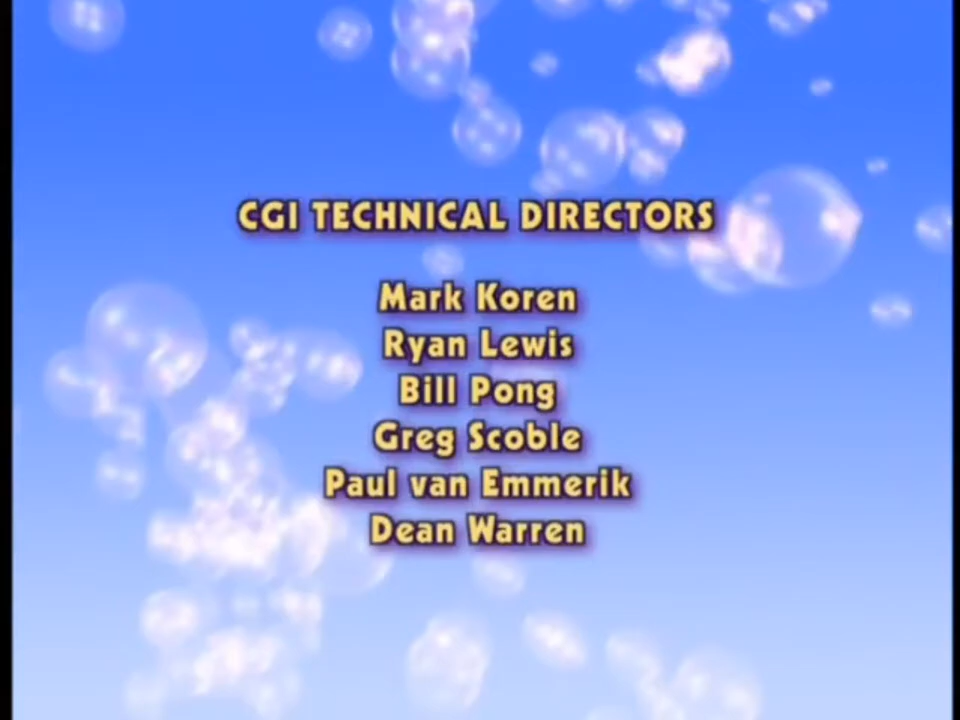 CGI TECHNICAL DIRECTORS
Mark Koren
Ryan Lewis
Bill Pong
Greg Scoble
Paul van Emmerik
Dean Warren